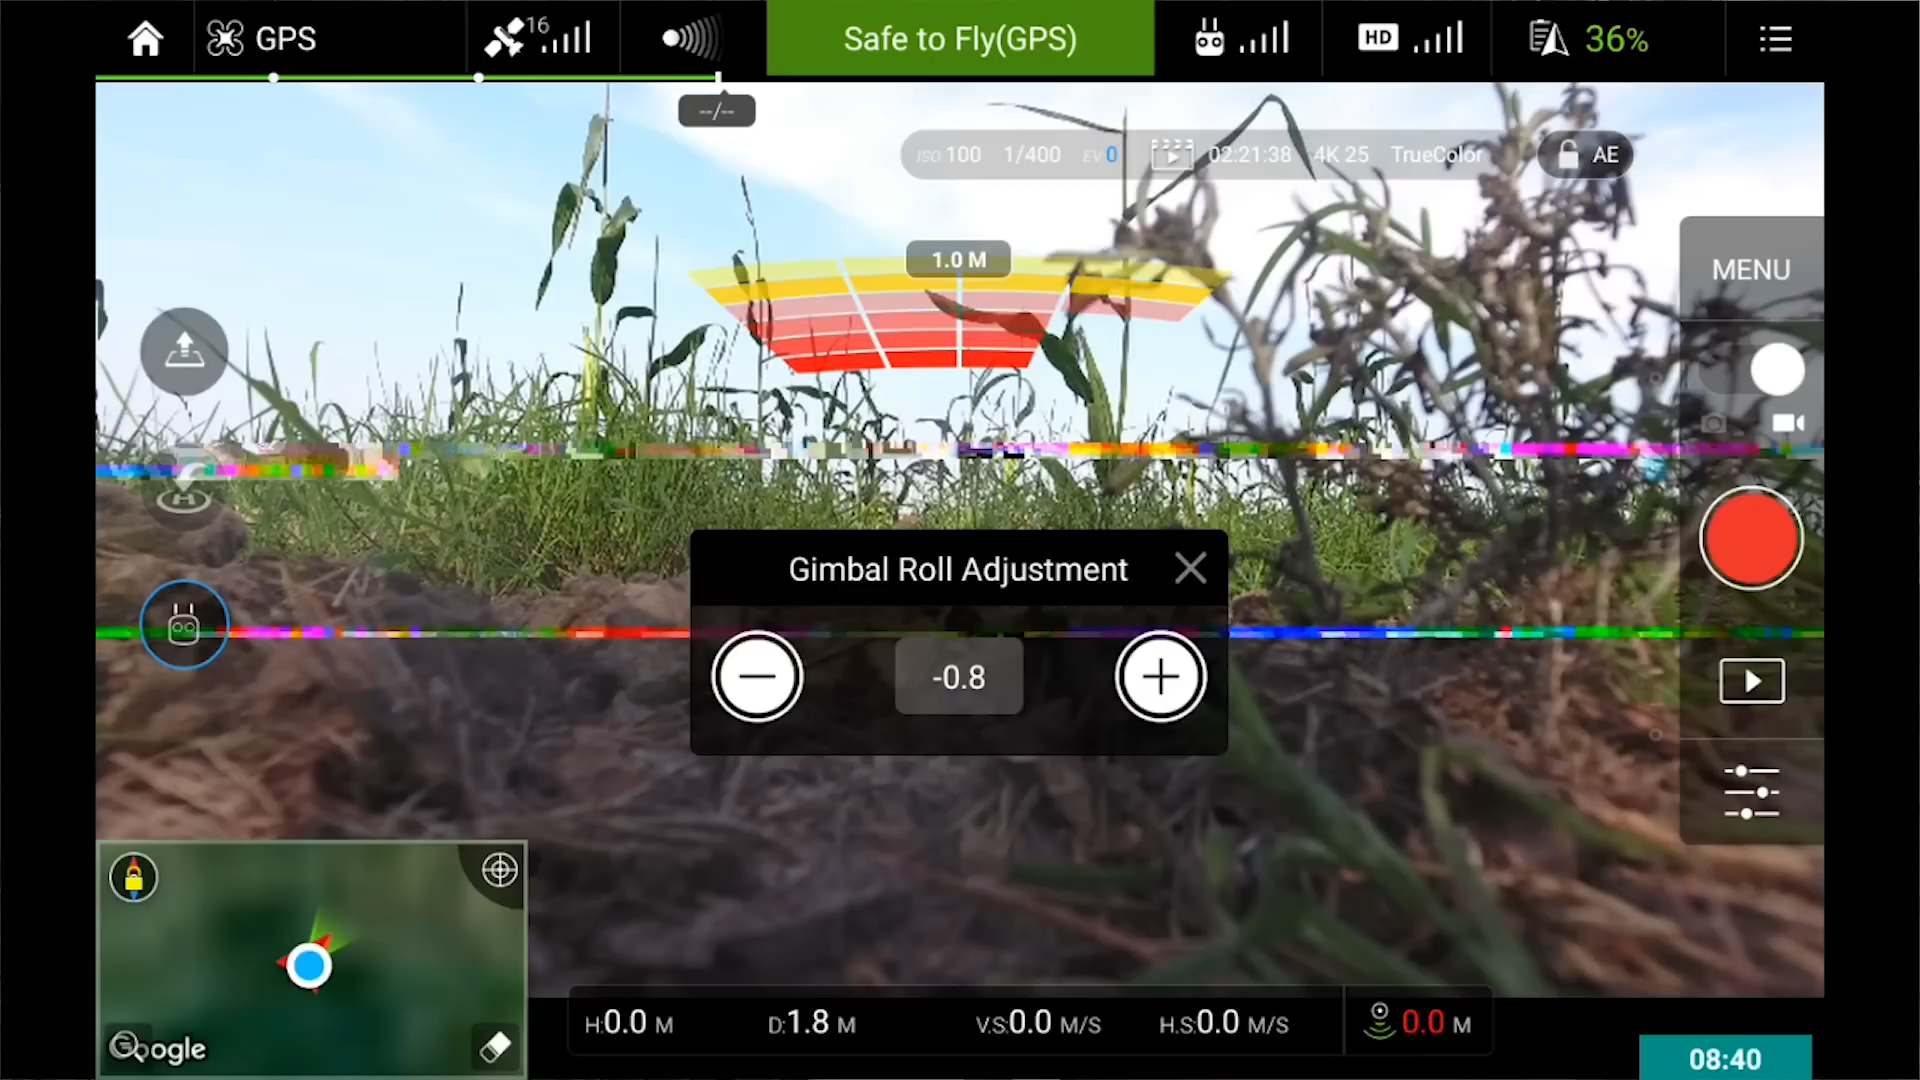 GPS
16
Safe to Fly(GPS)
HD
36%
--/--
ISO 100 1/400 EV 0 02:21:38 4K 25 TrueColor
AE
1.0 M
MENU
H
Gimbal Roll Adjustment
-0.8
Google
H:0.0 M D:1.8 M V.S:0.0 M/S H.S:0.0 M/S 0.0 M
08:40